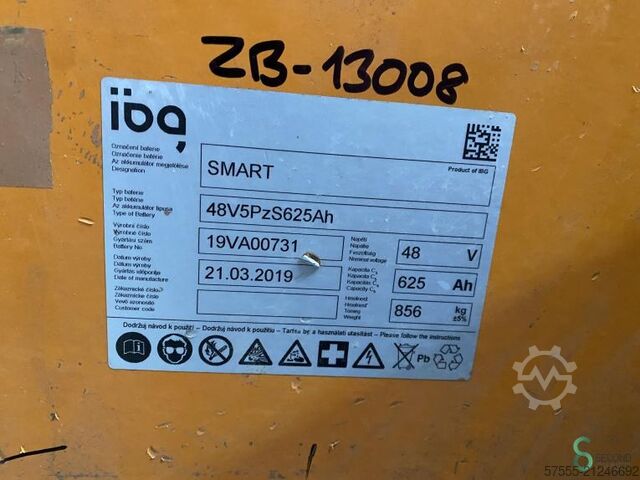 ZB-13008
ibg
Product of IBG
Označení baterie
Označenie batérie
Az akkumulátor megjelölése
Designation
SMART
Typ baterie
Typ batérie
Az akkumulátor típusa
Type of Battery
48V5PzS625Ah
Výrobní číslo
Výrobné číslo
Gyártási szám
Battery No
19VA00731
Napětí
Napätie
Feszültség
Nominal voltage
48 V
Datum výroby
Dátum výroby
Gyártás időpontja
Date of manufacture
21.03.2019
Kapacita C5
Kapacita C5
Kapacitás C5
Capacity C5
625 Ah
Zákaznické číslo
Zákaznícke číslo
Vevő azonosító
Customer code
Hmotnost
Hmotnosť
Tömeg
Weight
856 kg ±5%
Dodržuj návod k použití – Dodržuj návod k použitiu – Tartsa be a használati utasítást – Please follow the instructions
Pb
SECOND
57555-21246692